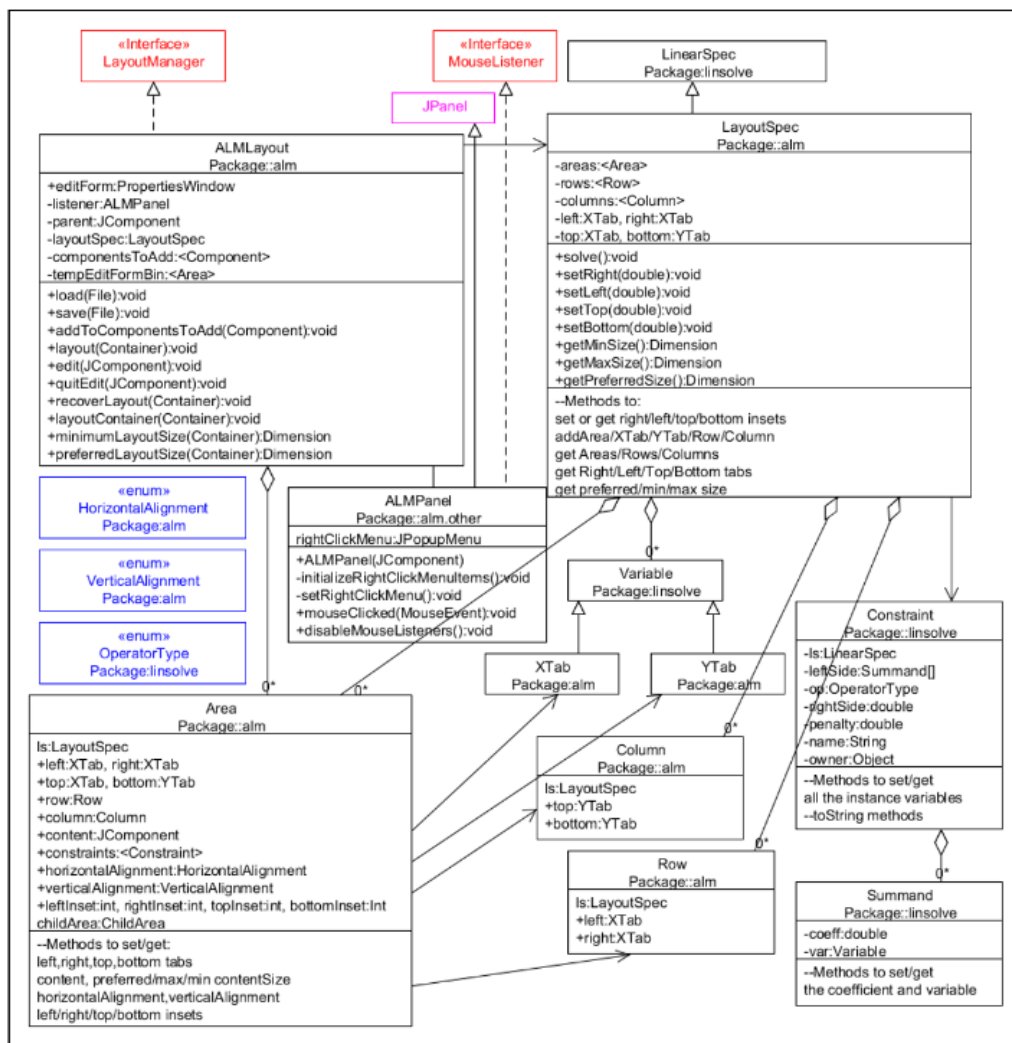 «Interface»
LayoutManager
«Interface»
MouseListener
LinearSpec
Package:linsolve
JPanel
ALMLayout
Package::alm
+editForm:PropertiesWindow
-listener:ALMPanel
-parent:JComponent
-layoutSpec:LayoutSpec
-componentsToAdd:<Component>
-tempEditFormBin:<Area>
+load(File):void
+save(File):void
+addToComponentsToAdd(Component):void
+layout(Container):void
+edit(JComponent):void
+quitEdit(JComponent):void
+recoverLayout(Container):void
+layoutContainer(Container):void
+minimumLayoutSize(Container):Dimension
+preferredLayoutSize(Container):Dimension
LayoutSpec
Package::alm
-areas:<Area>
-rows:<Row>
-columns:<Column>
-left:XTab, right:XTab
-top:XTab, bottom:YTab
+solve():void
+setRight(double):void
+setLeft(double):void
+setTop(double):void
+setBottom(double):void
+getMinSize():Dimension
+getMaxSize():Dimension
+getPreferredSize():Dimension
--Methods to:
set or get right/left/top/bottom insets
addArea/XTab/YTab/Row/Column
get Areas/Rows/Columns
get Right/Left/Top/Bottom tabs
get preferred/min/max size
«enum»
HorizontalAlignment
Package:alm
«enum»
VerticalAlignment
Package:alm
«enum»
OperatorType
Package:linsolve
ALMPanel
Package::alm.other
rightClickMenu:JPopupMenu
+ALMPanel(JComponent)
-initializeRightClickMenuItems():void
-setRightClickMenu():void
+mouseClicked(MouseEvent):void
+disableMouseListeners():void
0*
Variable
Package:linsolve
XTab
Package:alm
YTab
Package:alm
Constraint
Package::linsolve
-ls:LinearSpec
-leftSide:Summand[]
-op:OperatorType
-rightSide:double
-penalty:double
-name:String
-owner:Object
--Methods to set/get
all the instance variables
--toString methods
0*
0*
Area
Package::alm
ls:LayoutSpec
+left:XTab, right:XTab
+top:XTab, bottom:YTab
+row:Row
+column:Column
+content:JComponent
+constraints:<Constraint>
+horizontalAlignment:HorizontalAlignment
+verticalAlignment:VerticalAlignment
+leftInset:int, rightInset:int, topInset:int, bottomInset:Int
childArea:ChildArea
--Methods to set/get:
left,right,top,bottom tabs
content, preferred/max/min contentSize
horizontalAlignment,verticalAlignment
left/right/top/bottom insets
0*
Column
Package::alm
ls:LayoutSpec
+top:YTab
+bottom:YTab
0*
Row
Package::alm
ls:LayoutSpec
+left:XTab
+right:XTab
0*
Summand
Package::linsolve
-coeff:double
-var:Variable
--Methods to set/get
the coefficient and variable